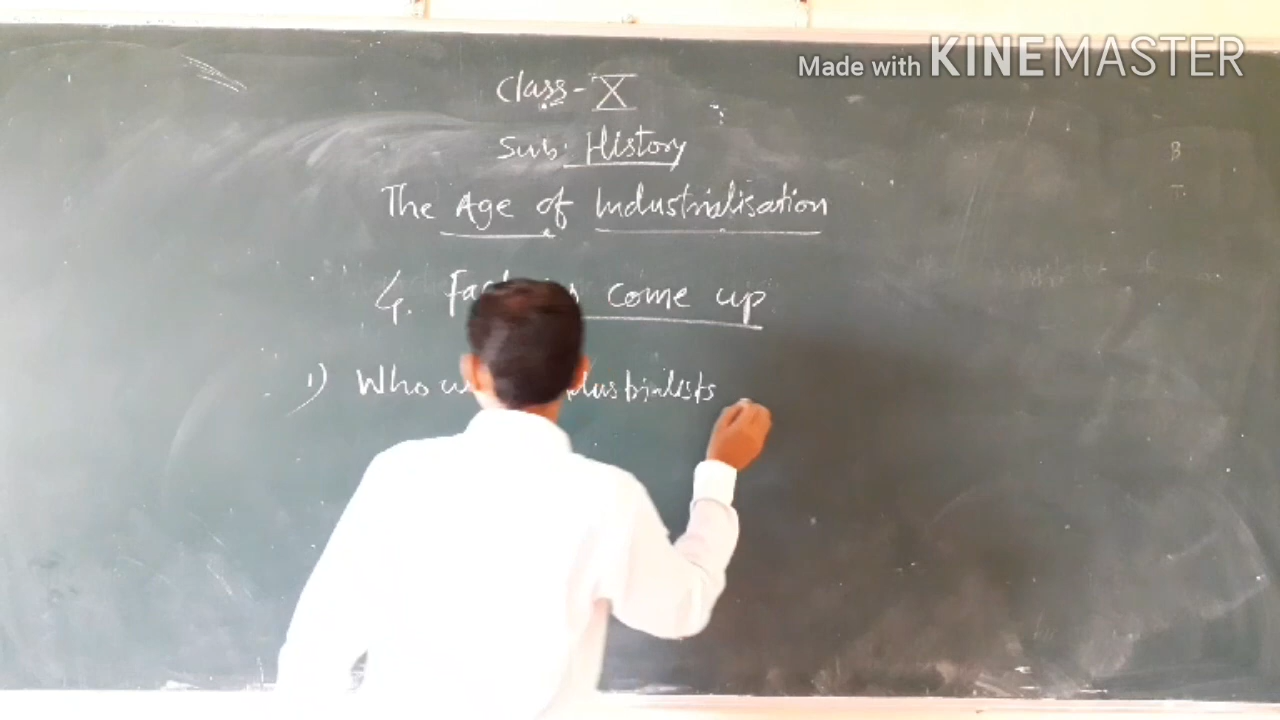 Made with KINEMASTER
Class - X
Sub: History
The Age of Industrialisation
4. come up
1) Who
B